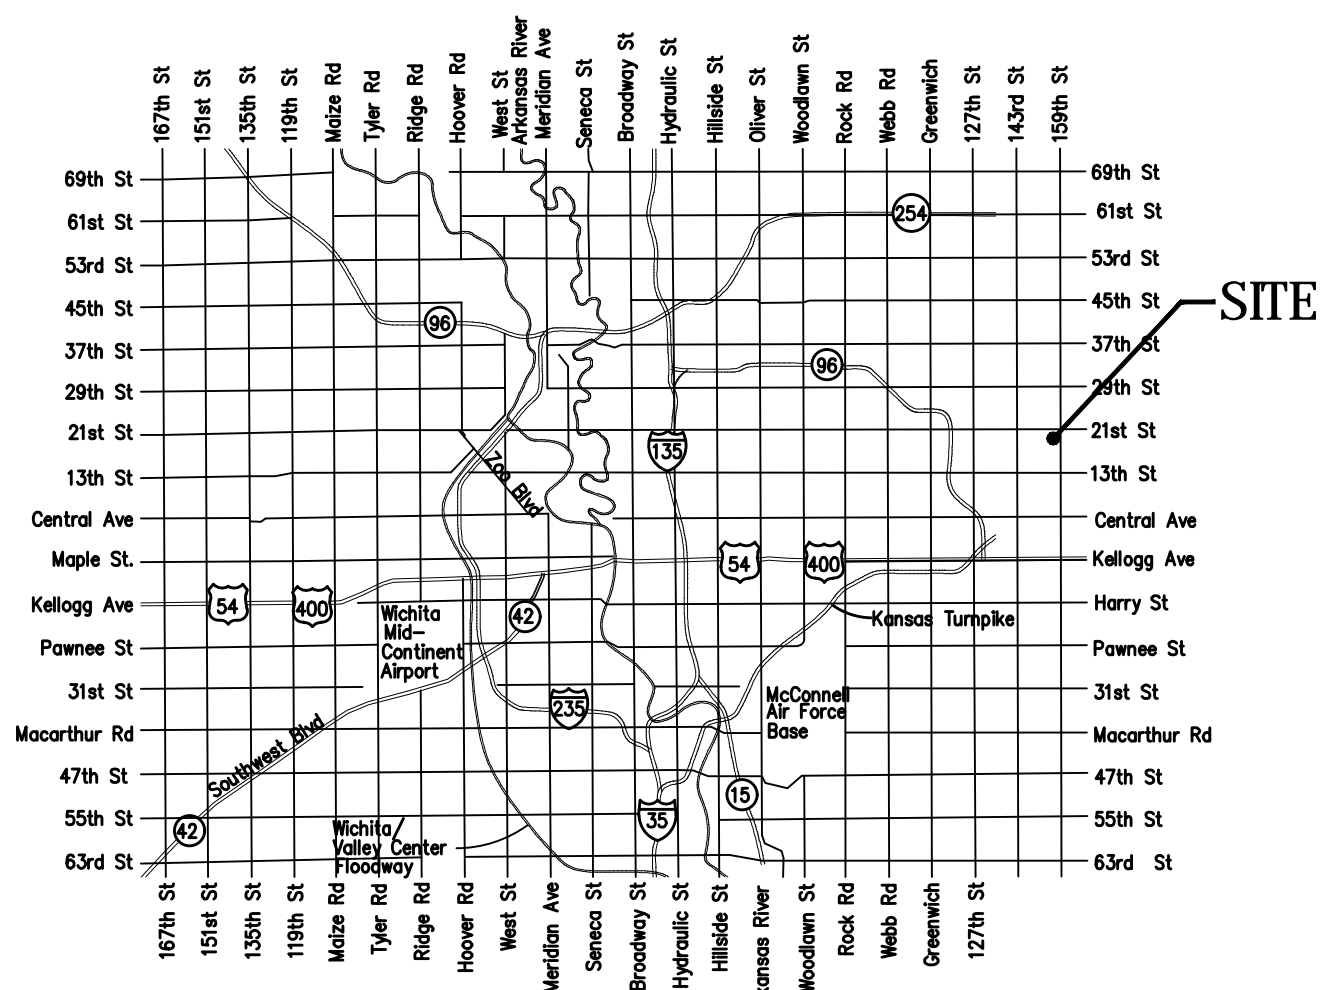 167th St
151st St
135th St
119th St
Maize Rd
Tyler Rd
Ridge Rd
Hoover Rd
West St
Arkansas River
Meridian Ave
Seneca St
Broadway St
Hydraulic St
Hillside St
Oliver St
Woodlawn St
Rock Rd
Webb Rd
Greenwich
127th St
143rd St
159th St
69th St
69th St
61st St
254
61st St
53rd St
53rd St
45th St
45th St
SITE
96
37th St
37th St
96
29th St
29th St
21st St
21st St
135
13th St
13th St
Zoo Blvd
Central Ave
Central Ave
Maple St.
54
400
Kellogg Ave
Kellogg Ave
54
400
Harry St
Wichita
Mid-
Continent
Airport
42
Kansas Turnpike
Pawnee St
Pawnee St
31st St
31st St
McConnell
Air Force
Base
235
Macarthur Rd
Macarthur Rd
Southwest Blvd
47th St
47th St
15
55th St
55th St
42
35
Wichita/
Valley Center
Floodway
63rd St
63rd St
167th St
151st St
135th St
119th St
Maize Rd
Tyler Rd
Ridge Rd
Hoover Rd
West St
Meridian Ave
Seneca St
Broadway St
Hydraulic St
Hillside St
kansas River
Woodlawn St
Rock Rd
Webb Rd
Greenwich
127th St